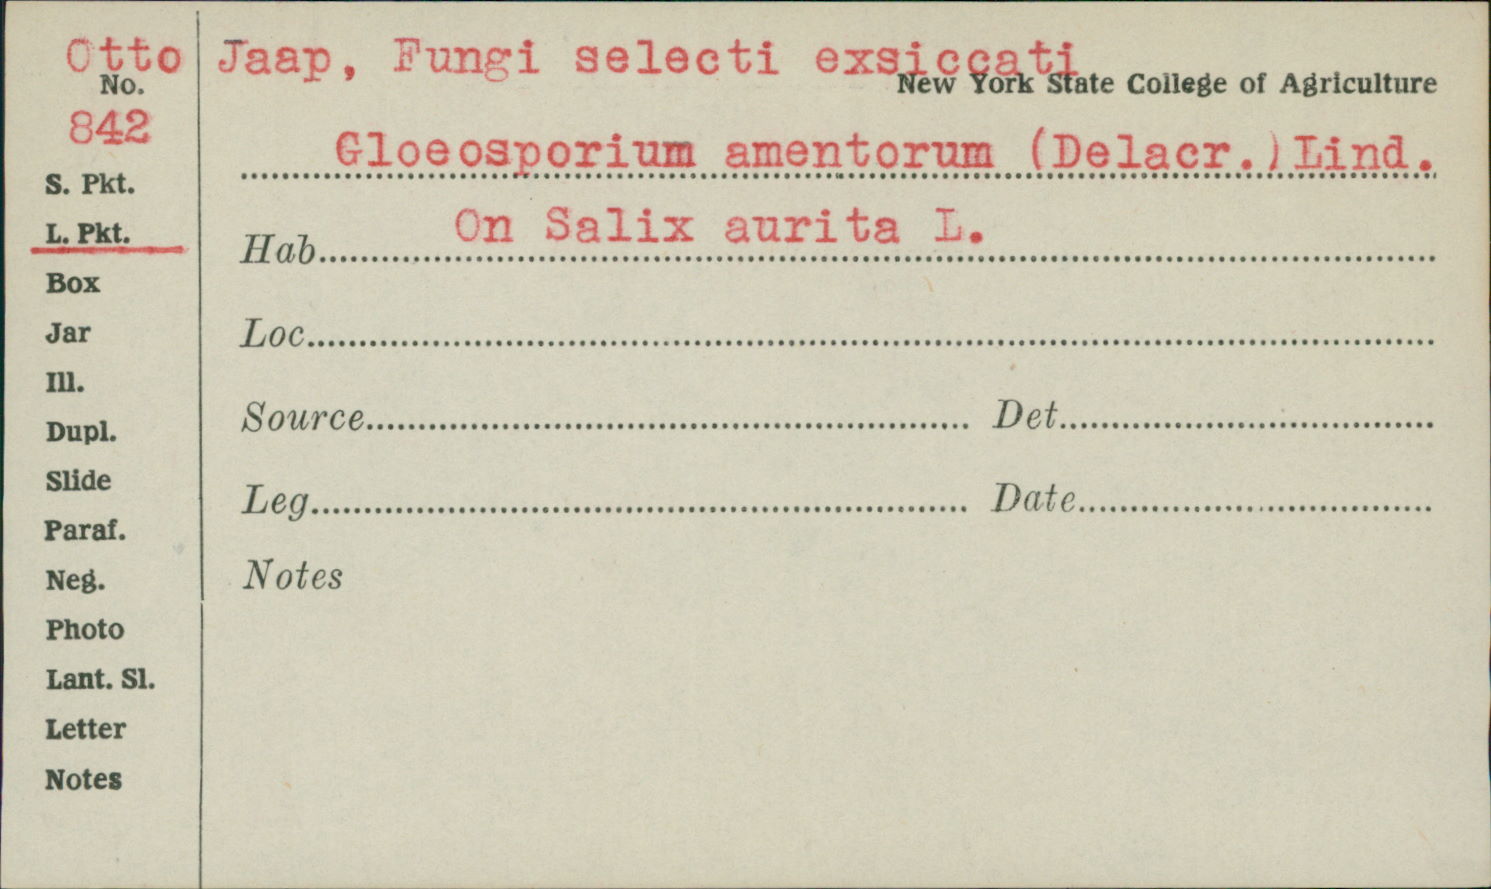 Otto Jaap, Fungi selecti exsiccati
No.
New York State College of Agriculture
842
Gloeosporium amentorum (Delacr.) Lind.
S. Pkt.
L. Pkt.
On Salix aurita L.
Hab
Box
Jar
Loc
Ill.
Dupl.
Source Det
Slide
Leg Date
Paraf.
Neg.
Notes
Photo
Lant. Sl.
Letter
Notes